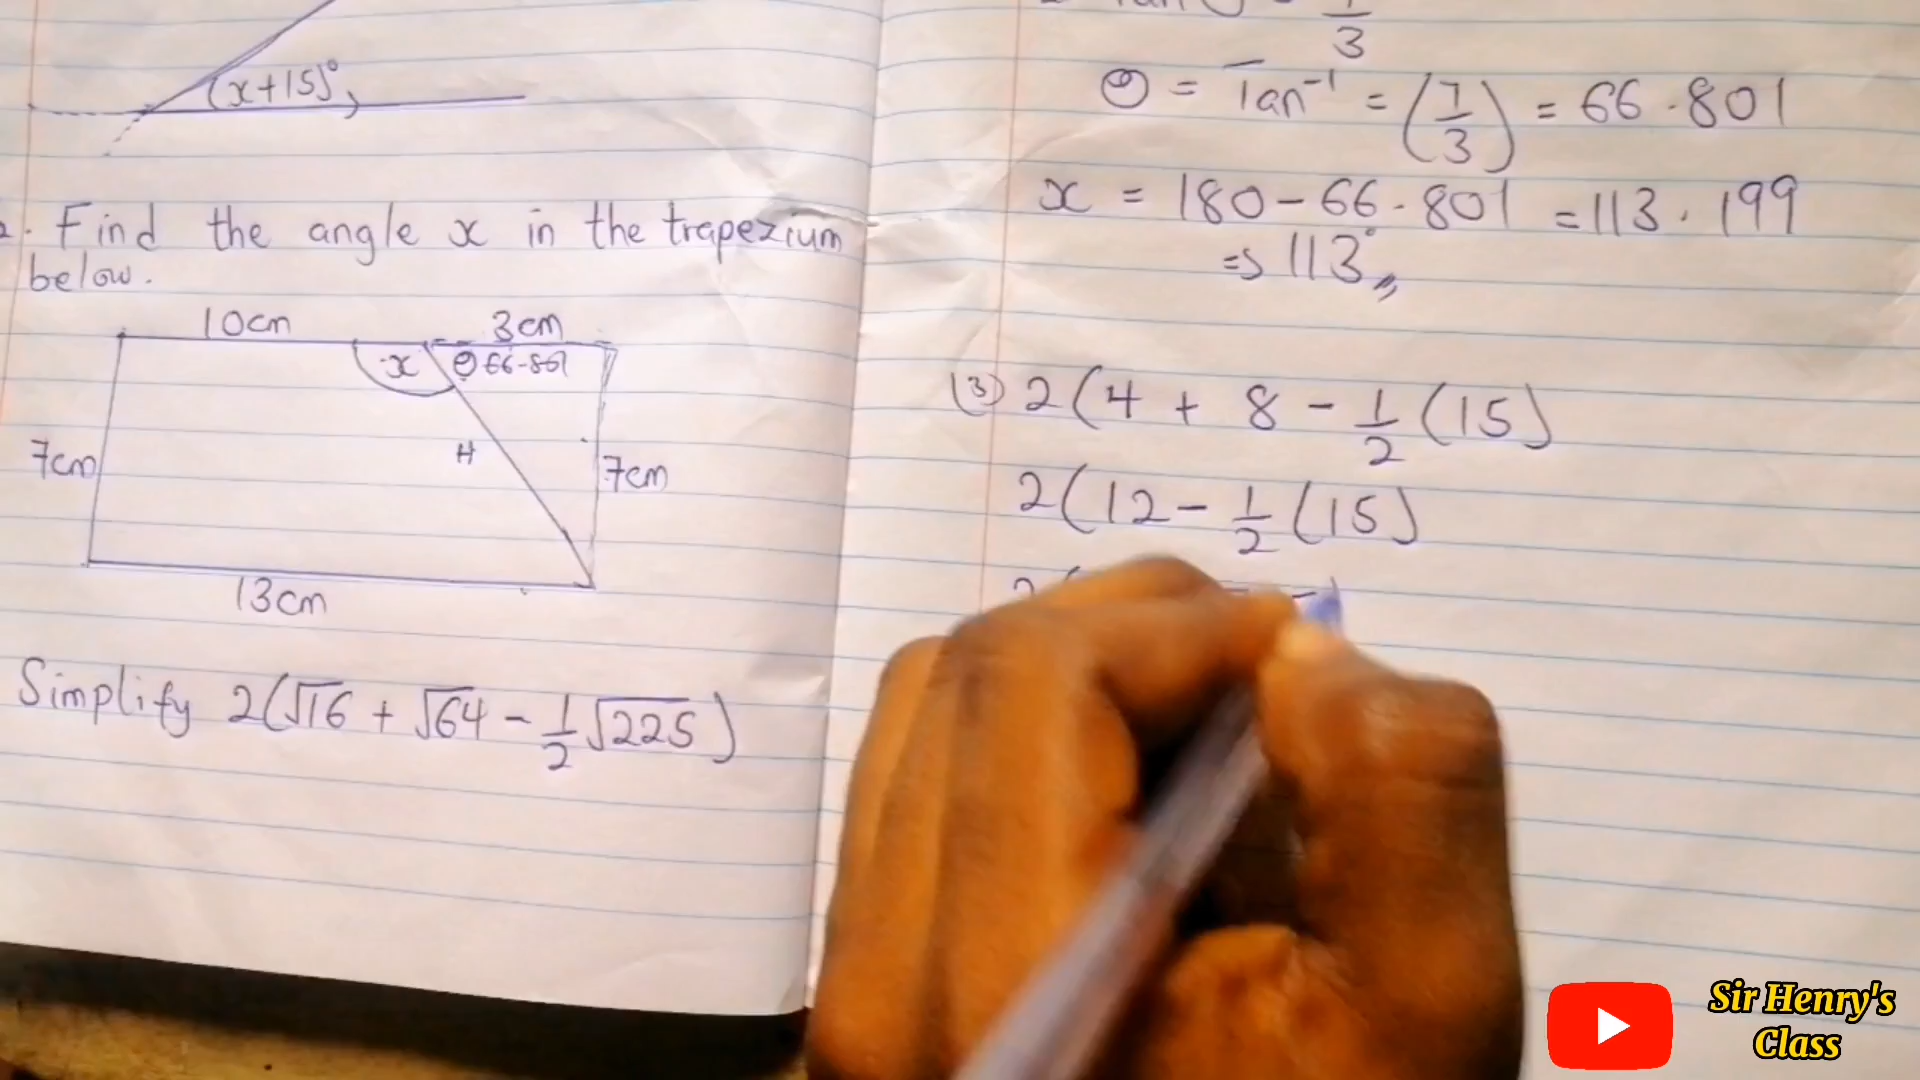 (x+15)°,
2. Find the angle x in the trapezium
below.
10cm 3cm
x θ 66.801
7cm H 7cm
13cm
Simplify 2(√16 + √64 - 1/2 √225)
1/3
θ = Tan⁻¹ = (7/3) = 66.801
x = 180-66.801 = 113.199
=> 113°,,
(3) 2(4 + 8 - 1/2 (15)
2(12 - 1/2 (15)
2(
Sir Henry's
Class